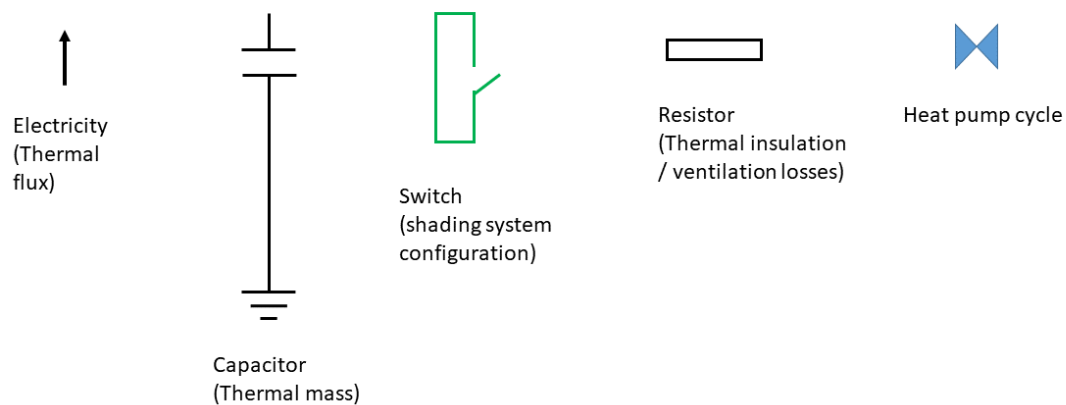 Electricity
(Thermal
flux)
Capacitor
(Thermal mass)
Switch
(shading system
configuration)
Resistor
(Thermal insulation
/ ventilation losses)
Heat pump cycle